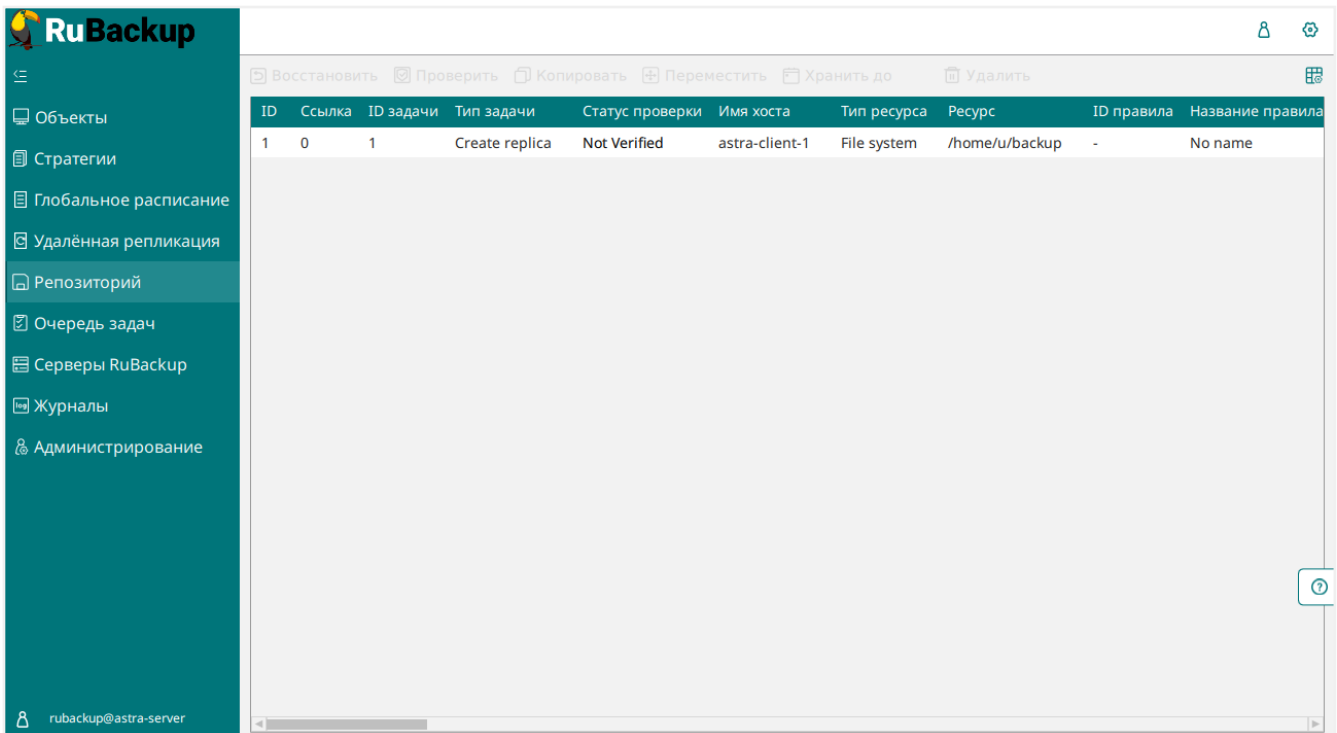 RuBackup
Восстановить Проверить Копировать Переместить Хранить до Удалить
Объекты
Стратегии
Глобальное расписание
Удалённая репликация
Репозиторий
Очередь задач
Серверы RuBackup
log Журналы
Администрирование
rubackup@astra-server
ID Ссылка ID задачи Тип задачи Статус проверки Имя хоста Тип ресурса Ресурс ID правила Название правила
1 0 1 Create replica Not Verified astra-client-1 File system /home/u/backup - No name